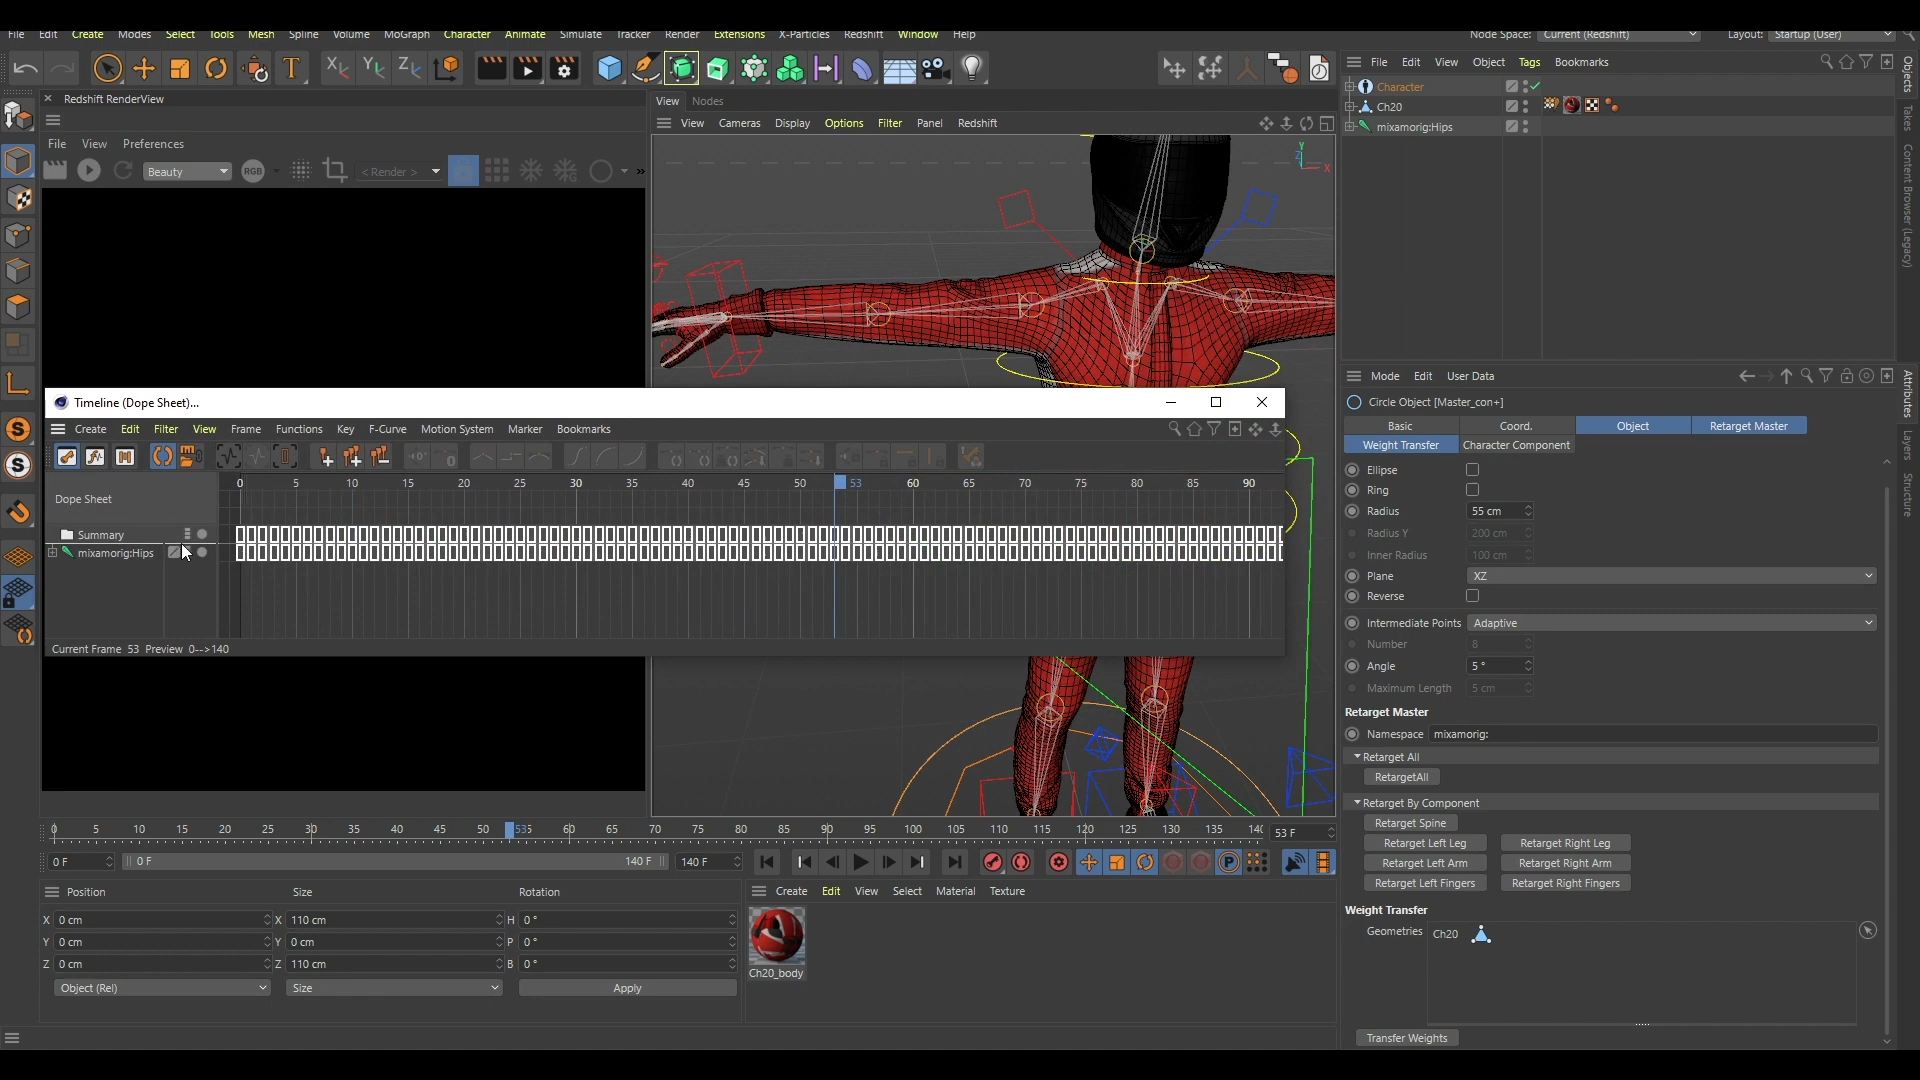 File Edit Create Modes Select Tools Mesh Spline Volume MoGraph Character Animate Simulate Tracker Render Extensions X-Particles Redshift Window Help
Node Space: Current (Redshift) Layout: Startup (User)
Redshift RenderView
File View Preferences
Beauty RGB < Render > »
View Nodes
View Cameras Display Options Filter Panel Redshift
Y Z X
File Edit View Object Tags Bookmarks
Character
Ch20
mixamorig:Hips
Objects Takes Content Browser (Legacy)
Attributes Layers Structure
Timeline (Dope Sheet)...
Create Edit Filter View Frame Functions Key F-Curve Motion System Marker Bookmarks
0 5 10 15 20 25 30 35 40 45 50 53 60 65 70 75 80 85 90
Dope Sheet
Summary
mixamorig:Hips
Current Frame 53 Preview 0-->140
Mode Edit User Data
Circle Object [Master_con+]
Basic Coord. Object Retarget Master
Weight Transfer Character Component
Ellipse
Ring
Radius 55 cm
Radius Y 200 cm
Inner Radius 100 cm
Plane XZ
Reverse
Intermediate Points Adaptive
Number 8
Angle 5 °
Maximum Length 5 cm
Retarget Master
Namespace mixamorig:
Retarget All
RetargetAll
Retarget By Component
Retarget Spine
Retarget Left Leg Retarget Right Leg
Retarget Left Arm Retarget Right Arm
Retarget Left Fingers Retarget Right Fingers
Weight Transfer
Geometries Ch20
Transfer Weights
0 5 10 15 20 25 30 35 40 45 50 535 60 65 70 75 80 85 90 95 100 105 110 115 120 125 130 135 140 53 F
0 F 0 F 140 F 140 F
Position Size Rotation
X 0 cm X 110 cm H 0 °
Y 0 cm Y 0 cm P 0 °
Z 0 cm Z 110 cm B 0 °
Object (Rel) Size Apply
Create Edit View Select Material Texture
Ch20_body